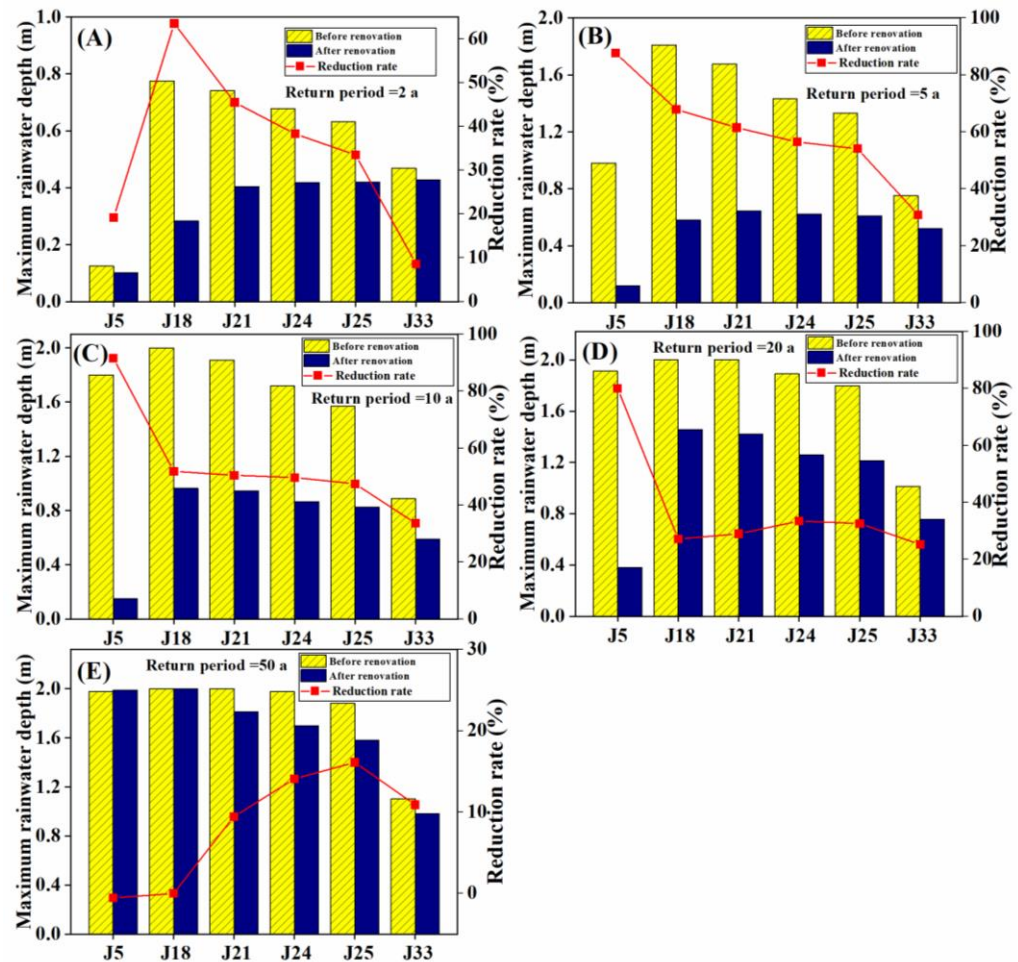 (A)
Before renovation
After renovation
Reduction rate
Return period =2 a
Maximum rainwater depth (m)
1.0
0.8
0.6
0.4
0.2
0.0
Reduction rate (%)
60
50
40
30
20
10
0
J5 J18 J21 J24 J25 J33
(B)
Before renovation
After renovation
Reduction rate
Return period =5 a
Maximum rainwater depth (m)
2.0
1.6
1.2
0.8
0.4
0.0
Reduction rate (%)
100
80
60
40
20
0
J5 J18 J21 J24 J25 J33
(C)
Before renovation
After renovation
Reduction rate
Return period =10 a
Maximum rainwater depth (m)
2.0
1.6
1.2
0.8
0.4
0.0
Reduction rate (%)
100
80
60
40
20
0
J5 J18 J21 J24 J25 J33
(D)
Return period =20 a
Before renovation
After renovation
Reduction rate
Maximum rainwater depth (m)
2.0
1.6
1.2
0.8
0.4
0.0
Reduction rate (%)
100
80
60
40
20
0
J5 J18 J21 J24 J25 J33
(E)
Return period =50 a
Before renovation
After renovation
Reduction rate
Maximum rainwater depth (m)
2.0
1.6
1.2
0.8
0.4
0.0
Reduction rate (%)
30
20
10
0
J5 J18 J21 J24 J25 J33